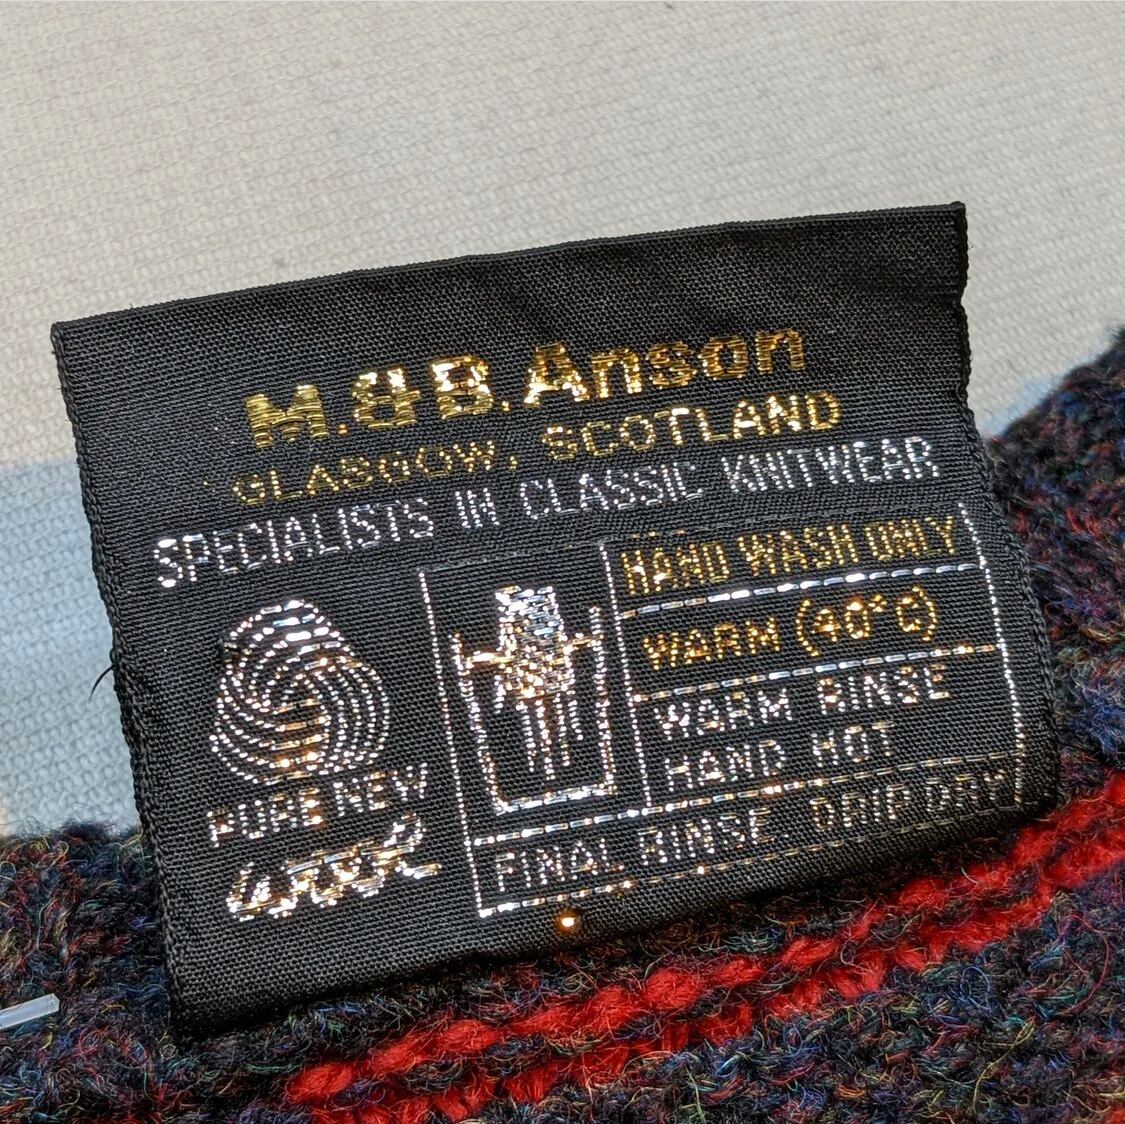 M.&B. Anson
GLASGOW, SCOTLAND
SPECIALISTS IN CLASSIC KNITWEAR
PURE NEW
WOOL
HAND WASH ONLY
WARM (40°C)
WARM RINSE
HAND HOT
FINAL RINSE. DRIP DRY